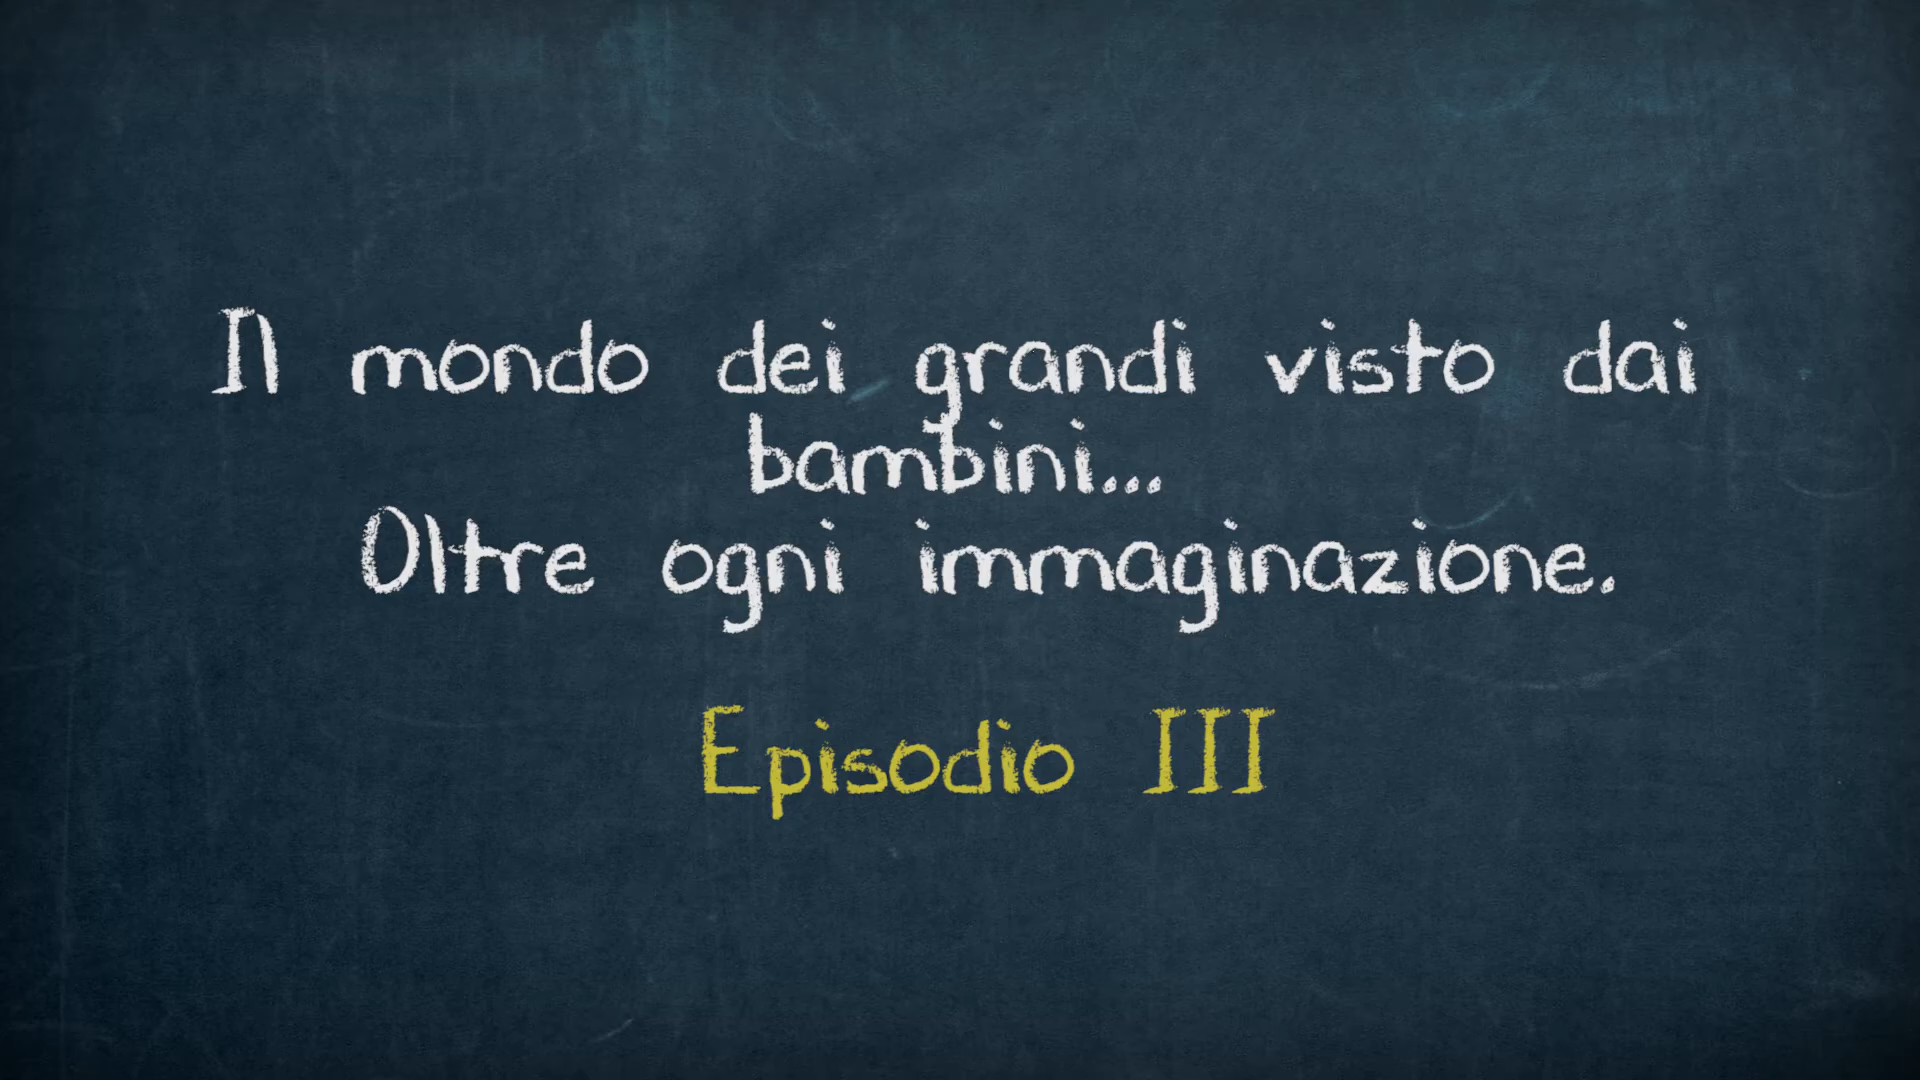 Il mondo dei grandi visto dai
bambini...
Oltre ogni immaginazione.
Episodio III